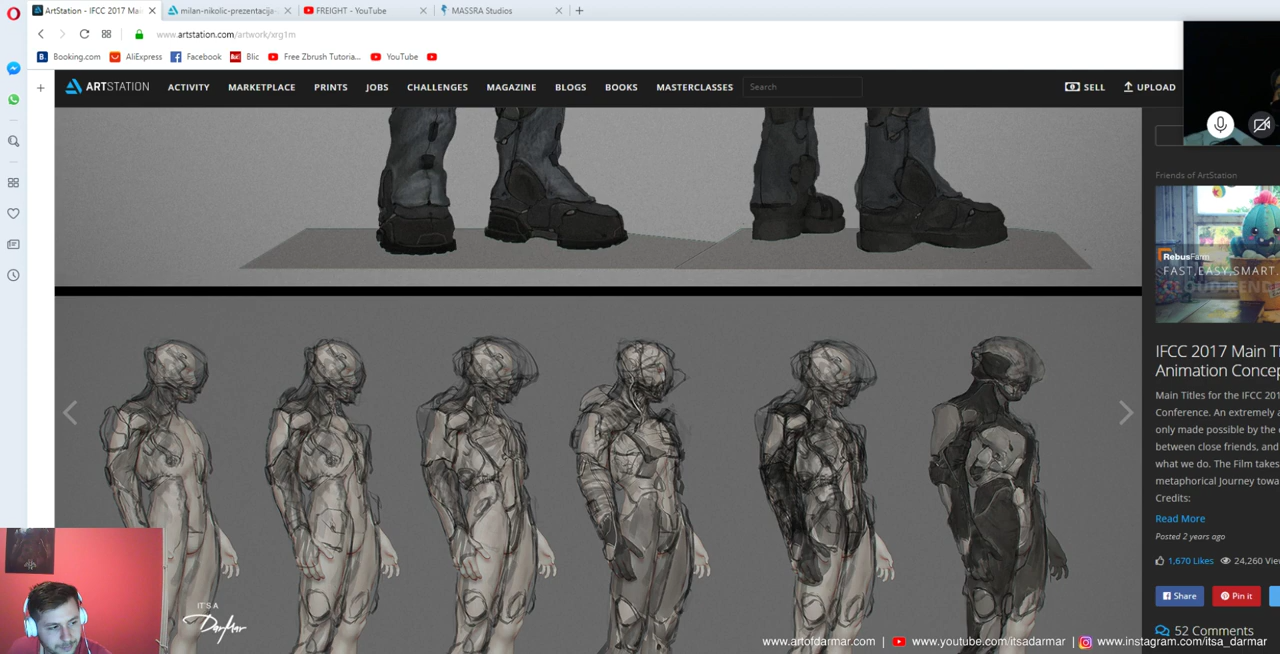 ArtStation - IFCC 2017 Ma
milan-nikolic-prezentacija
FREIGHT - YouTube
MASSRA Studios
www.artstation.com/artwork/xrg1m
Booking.com
AliExpress
Facebook
Blic
Free Zbrush Tutoria...
YouTube
ARTSTATION
ACTIVITY
MARKETPLACE
PRINTS
JOBS
CHALLENGES
MAGAZINE
BLOGS
BOOKS
MASTERCLASSES
Search
SELL
UPLOAD
Friends of ArtStation
RebusFarm
FAST,EASY,SMART.
CLOUD-REND
IFCC 2017 Main Ti
Animation Concep
Main Titles for the IFCC 201
Conference. An extremely a
only made possible by the
between close friends, and
what we do. The Film takes
metaphorical Journey towa
Credits:
Read More
Posted 2 years ago
1,670 Likes
24,260 View
Share
Pin it
52 Comments
IT'S A
DarMar
www.artofdarmar.com | www.youtube.com/itsadarmar | www.instagram.com/itsa_darmar